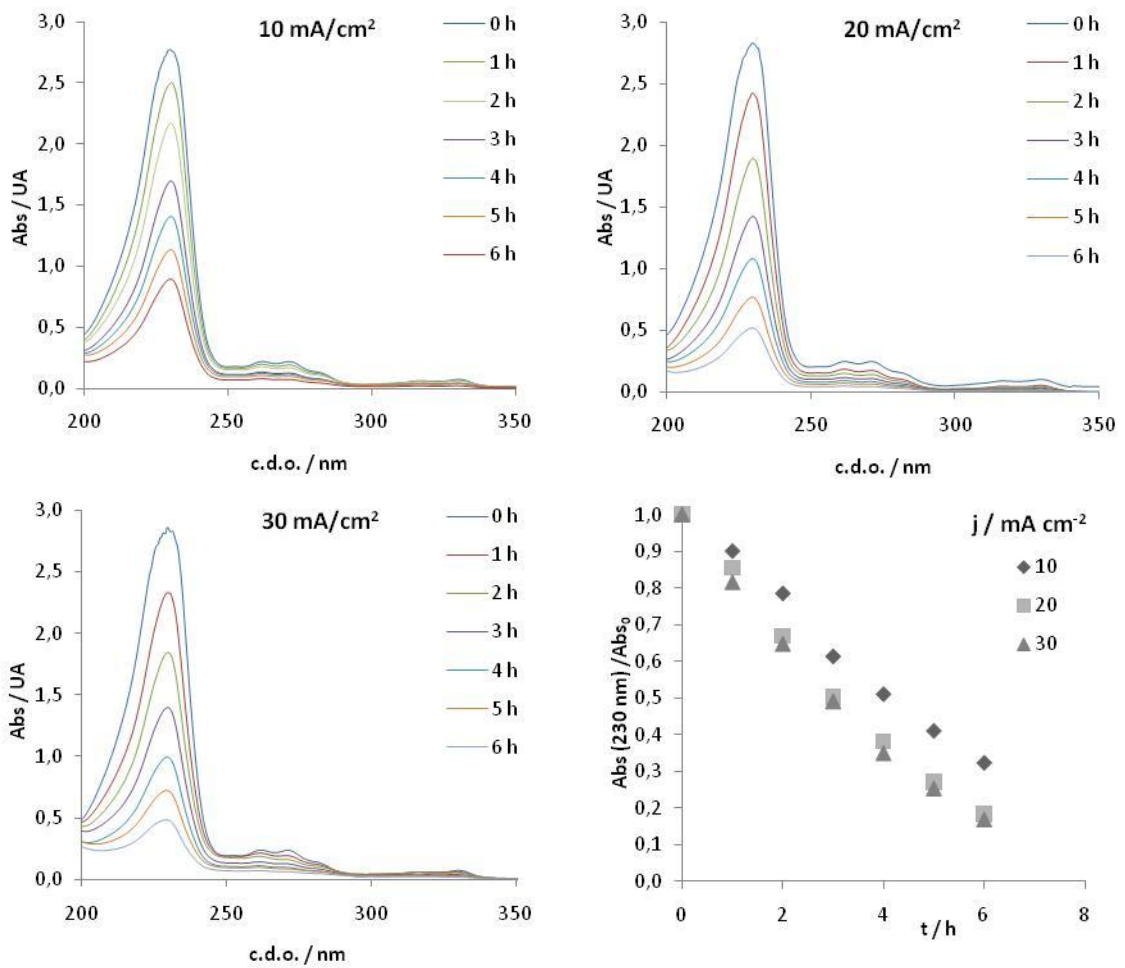 10 mA/cm²
Abs / UA
3,0
2,5
2,0
1,5
1,0
0,5
0,0
200
250
300
350
c.d.o. / nm
0 h
1 h
2 h
3 h
4 h
5 h
6 h
20 mA/cm²
Abs / UA
3,0
2,5
2,0
1,5
1,0
0,5
0,0
200
250
300
350
c.d.o. / nm
0 h
1 h
2 h
3 h
4 h
5 h
6 h
30 mA/cm²
Abs / UA
3,0
2,5
2,0
1,5
1,0
0,5
0,0
200
250
300
350
c.d.o. / nm
0 h
1 h
2 h
3 h
4 h
5 h
6 h
Abs (230 nm) /Abs₀
1,0
0,9
0,8
0,7
0,6
0,5
0,4
0,3
0,2
0,1
0,0
0
2
4
6
8
t / h
j / mA cm⁻²
10
20
30